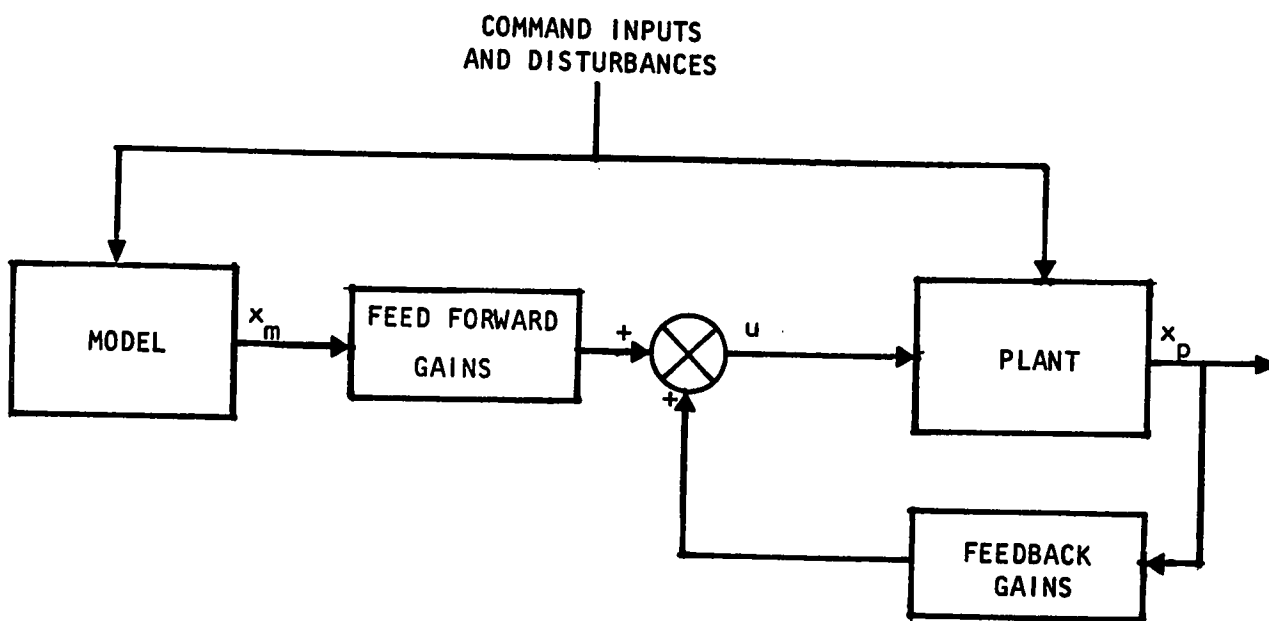 COMMAND INPUTS
AND DISTURBANCES
MODEL
x_m
FEED FORWARD
GAINS
+
+
u
PLANT
x_p
FEEDBACK
GAINS